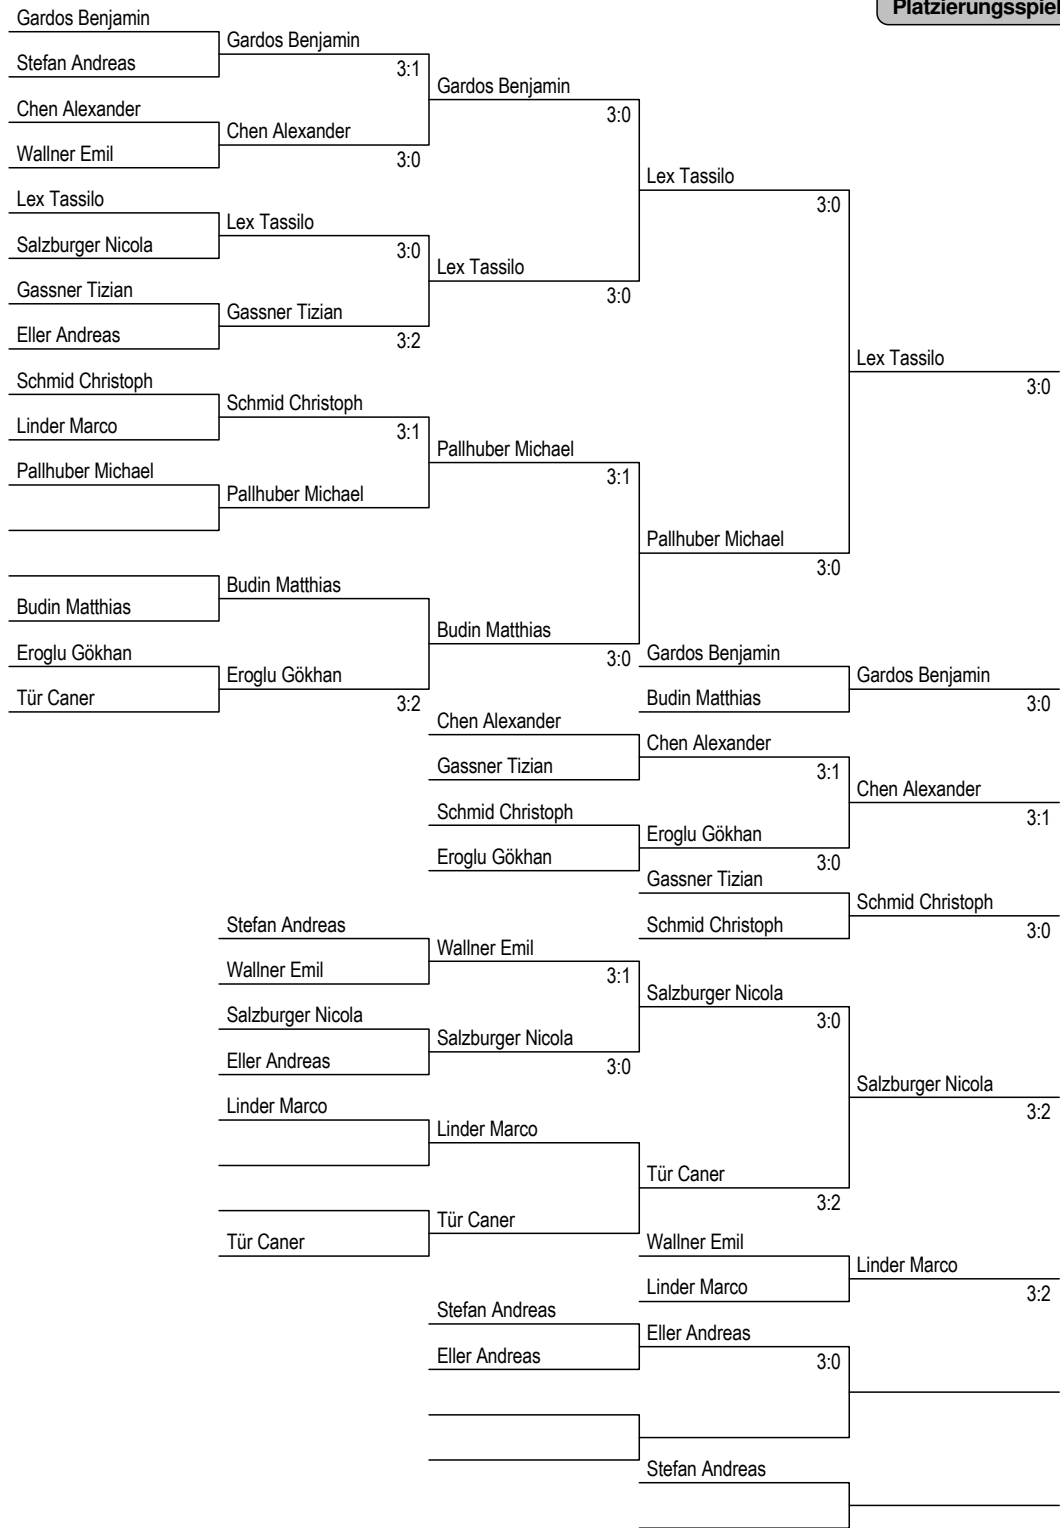 Platzierungsspiel
Gardos Benjamin
Gardos Benjamin
Stefan Andreas
3:1
Gardos Benjamin
Chen Alexander
3:0
Chen Alexander
Wallner Emil
3:0
Lex Tassilo
Lex Tassilo
3:0
Lex Tassilo
Salzburger Nicola
3:0
Lex Tassilo
Gassner Tizian
3:0
Gassner Tizian
Eller Andreas
3:2
Lex Tassilo
Schmid Christoph
3:0
Schmid Christoph
Linder Marco
3:1
Pallhuber Michael
Pallhuber Michael
3:1
Pallhuber Michael
Pallhuber Michael
3:0
Budin Matthias
Budin Matthias
Budin Matthias
Eroglu Gökhan
3:0
Gardos Benjamin
Eroglu Gökhan
Gardos Benjamin
Tür Caner
3:2
Budin Matthias
3:0
Chen Alexander
Chen Alexander
Gassner Tizian
3:1
Chen Alexander
Schmid Christoph
3:1
Eroglu Gökhan
Eroglu Gökhan
3:0
Gassner Tizian
Schmid Christoph
Stefan Andreas
Schmid Christoph
3:0
Wallner Emil
Wallner Emil
3:1
Salzburger Nicola
Salzburger Nicola
3:0
Salzburger Nicola
Eller Andreas
3:0
Salzburger Nicola
Linder Marco
3:2
Linder Marco
Tür Caner
3:2
Tür Caner
Tür Caner
Wallner Emil
Linder Marco
Linder Marco
3:2
Stefan Andreas
Eller Andreas
Eller Andreas
3:0
Stefan Andreas